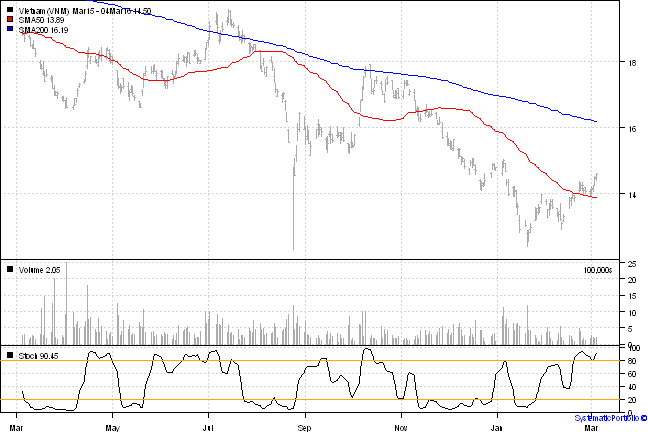 Vietnam (VNM) Mar15 - 04Mar16 14.50
SMA50 13.89
SMA200 16.19
18
16
14
Volume 2.05
100,000s
25
20
15
10
5
0
Stoch 90.45
100
80
60
40
20
0
SystematicPortfolio ©
Mar May Jul Sep Nov Jan Mar